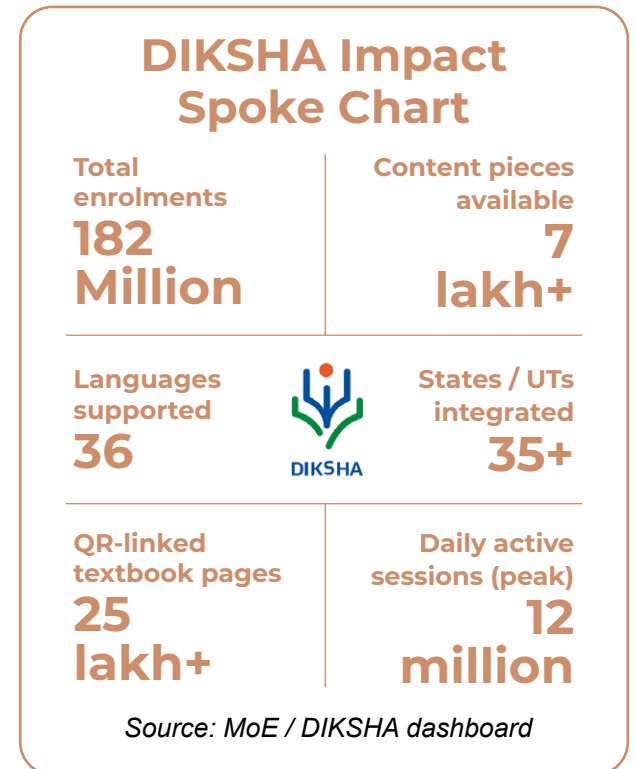 DIKSHA Impact
Spoke Chart
Total
enrolments
182
Million
Content pieces
available
7
lakh+
Languages
supported
36
DIKSHA
States / UTs
integrated
35+
QR-linked
textbook pages
25
lakh+
Daily active
sessions (peak)
12
million
Source: MoE / DIKSHA dashboard